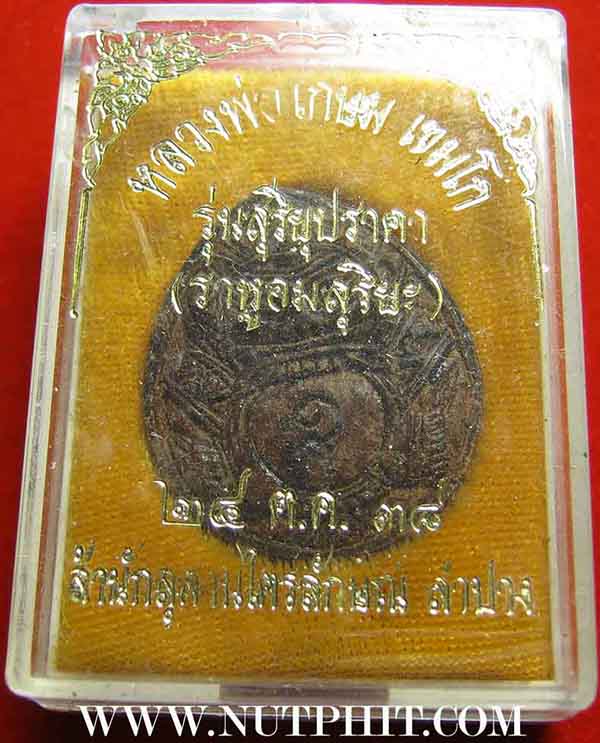 หลวงพ่อ เกษม เขมโก
รุ่นสุริยุปราคา
(ราหูอมสุริยะ)
๒๔ ต.ค. ๓๘
สำนักสุสานไตรลักษณ์ ลำปาง
WWW.NUTPHIT.COM